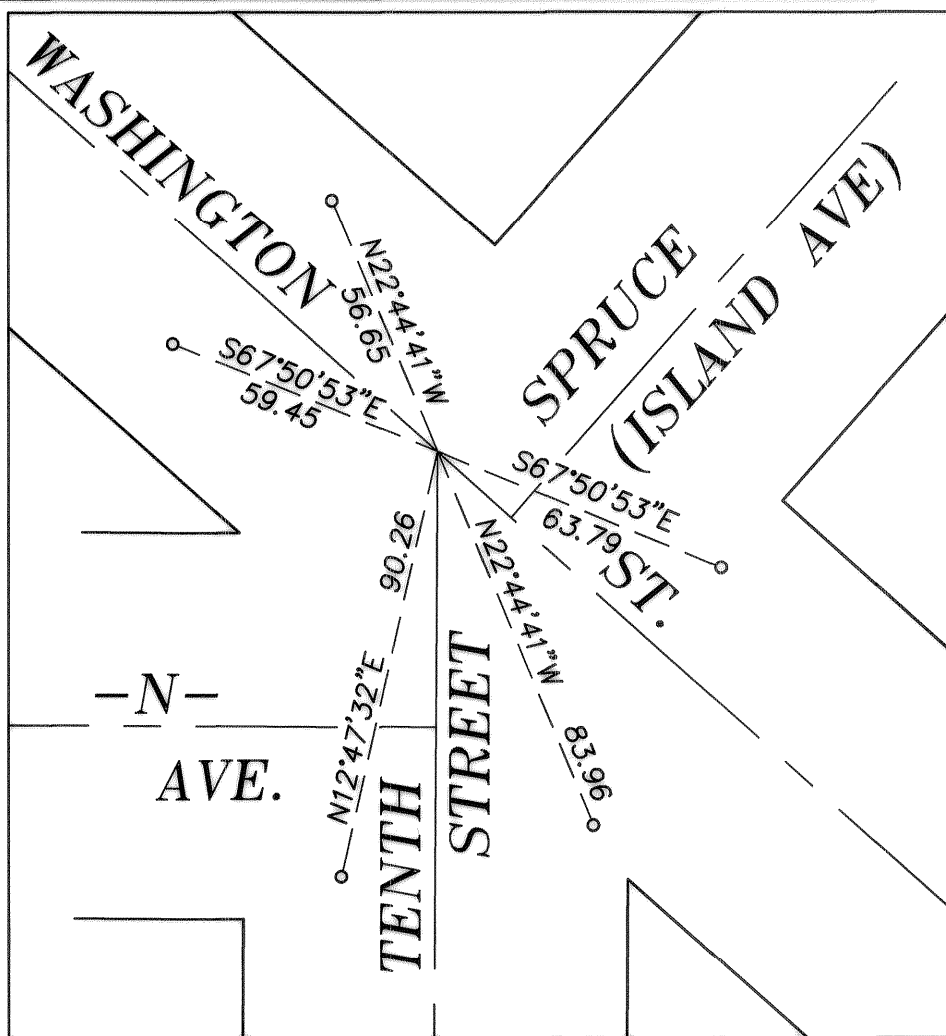 WASHINGTON
N22°44'41"W
56.65
S67°50'53"E
59.45
SPRUCE
(ISLAND AVE)
S67°50'53"E
63.79
ST.
90.26
N12°47'32"E
N22°44'41"W
83.96
-N-
AVE.
TENTH
STREET